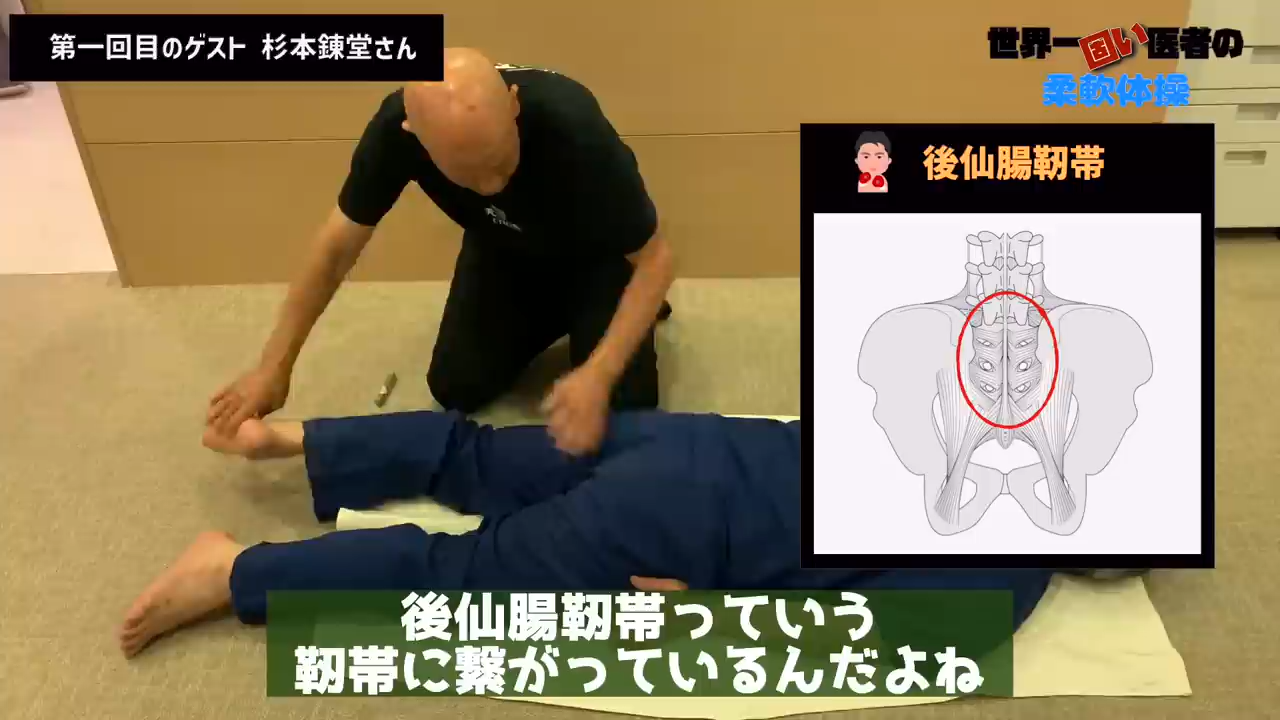 第一回目のゲスト 杉本錬堂さん
世界一固い医者の
柔軟体操
後仙腸靭帯
後仙腸靭帯っていう
靭帯に繋がっているんだよね